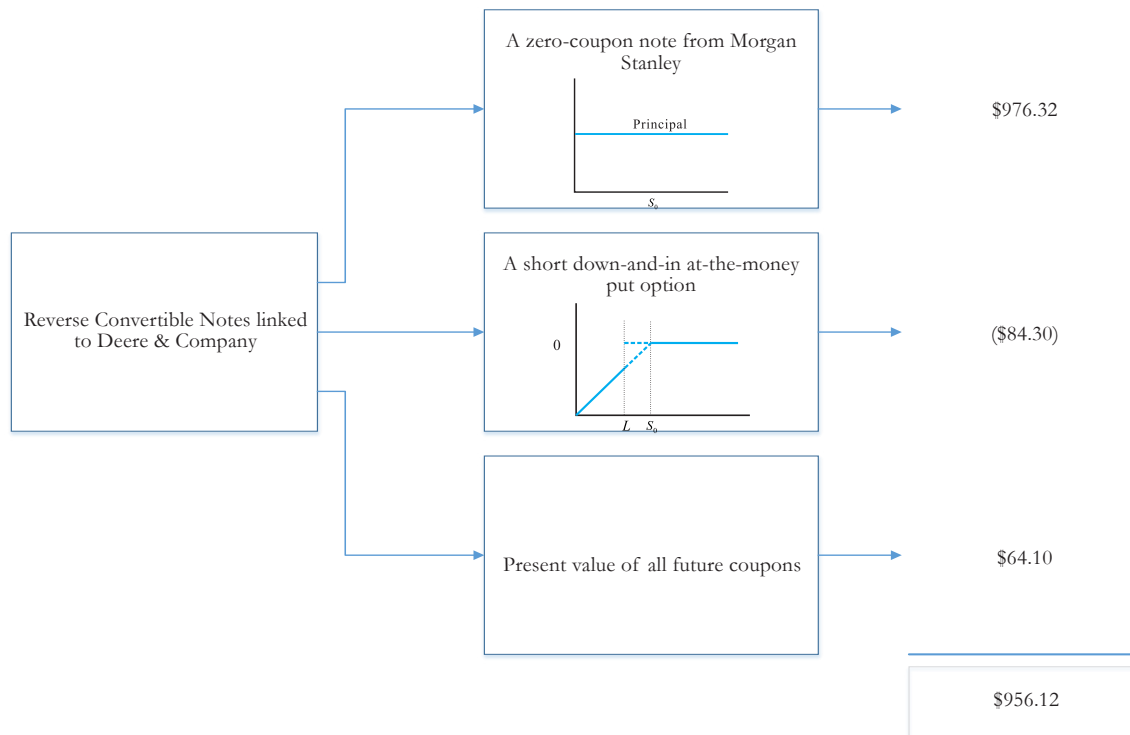 A zero-coupon note from Morgan
Stanley
Principal
S₀
$976.32
Reverse Convertible Notes linked
to Deere & Company
A short down-and-in at-the-money
put option
0
L S₀
($84.30)
Present value of all future coupons
$64.10
$956.12